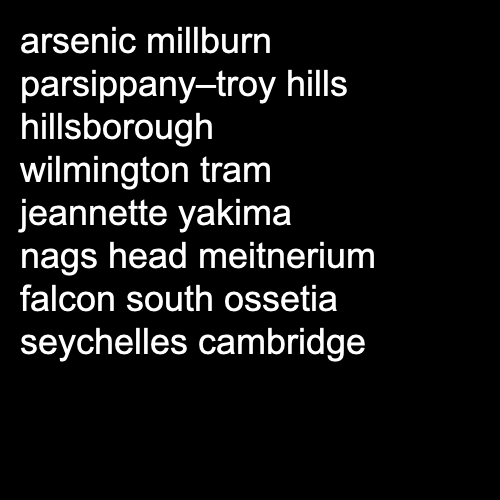 arsenic millburn
parsippany–troy hills
hillsborough
wilmington tram
jeannette yakima
nags head meitnerium
falcon south ossetia
seychelles cambridge